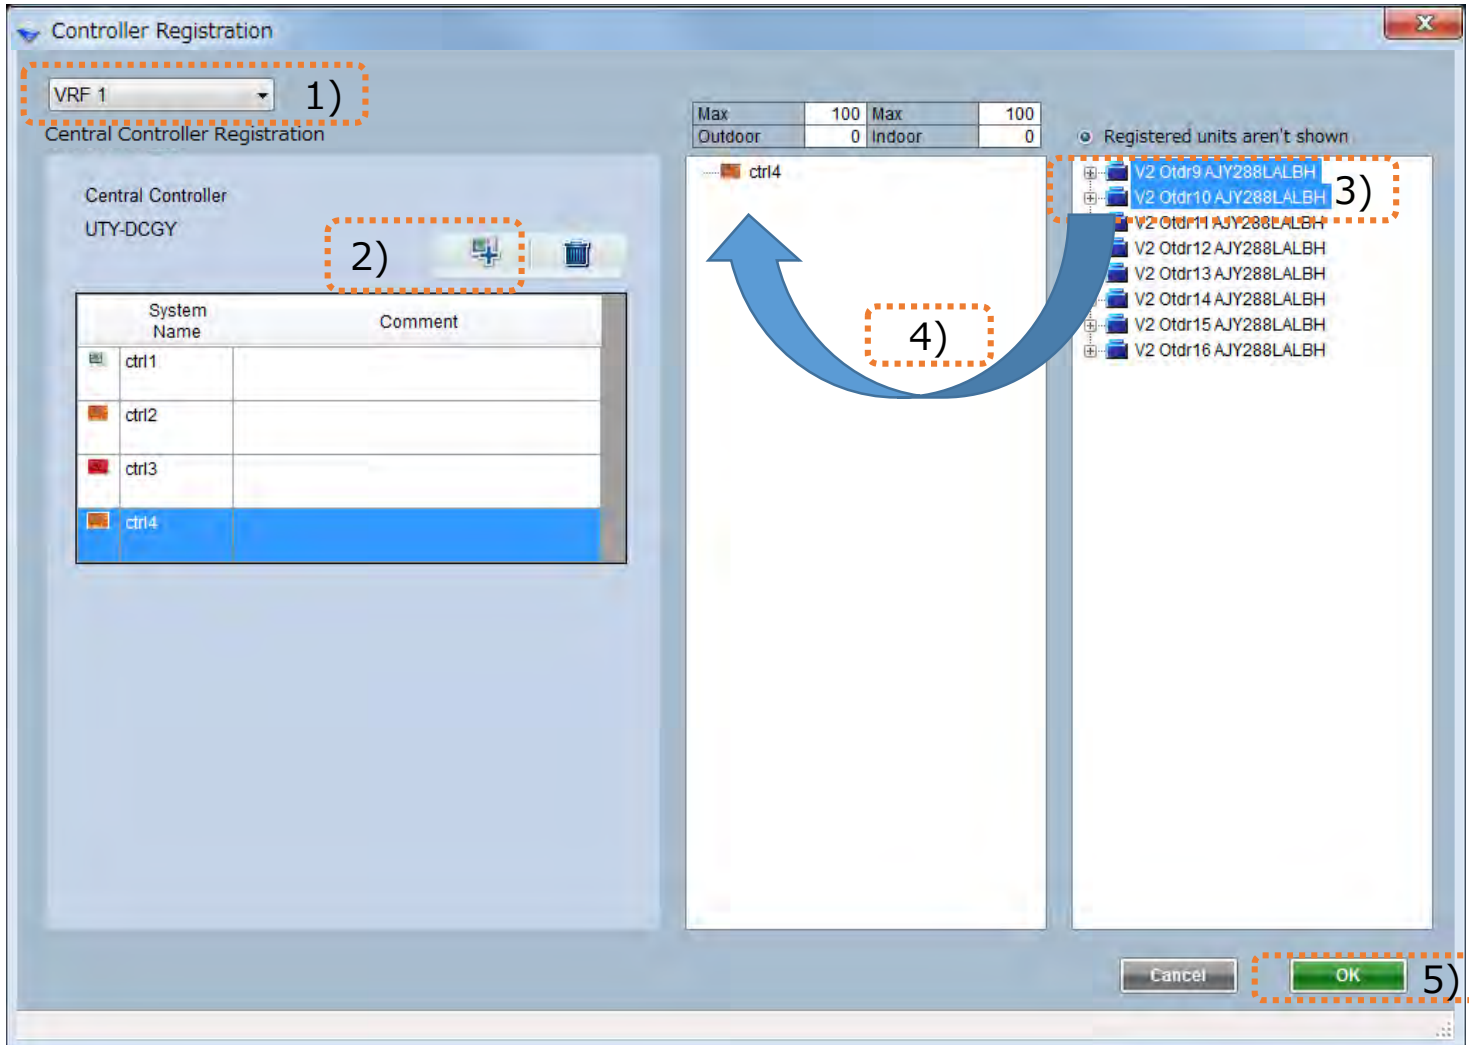 Controller Registration
X
VRF 1
1)
Central Controller Registration
Max 100 Max 100
Outdoor 0 Indoor 0
Registered units aren't shown
Central Controller
UTY-DCGY
2)
System Name Comment
ctrl1
ctrl2
ctrl3
ctrl4
ctrl4
4)
V2 Otdr9 AJY288LALBH
V2 Otdr10 AJY288LALBH
3)
V2 Otdr11 AJY288LALBH
V2 Otdr12 AJY288LALBH
V2 Otdr13 AJY288LALBH
V2 Otdr14 AJY288LALBH
V2 Otdr15 AJY288LALBH
V2 Otdr16 AJY288LALBH
Cancel
OK
5)